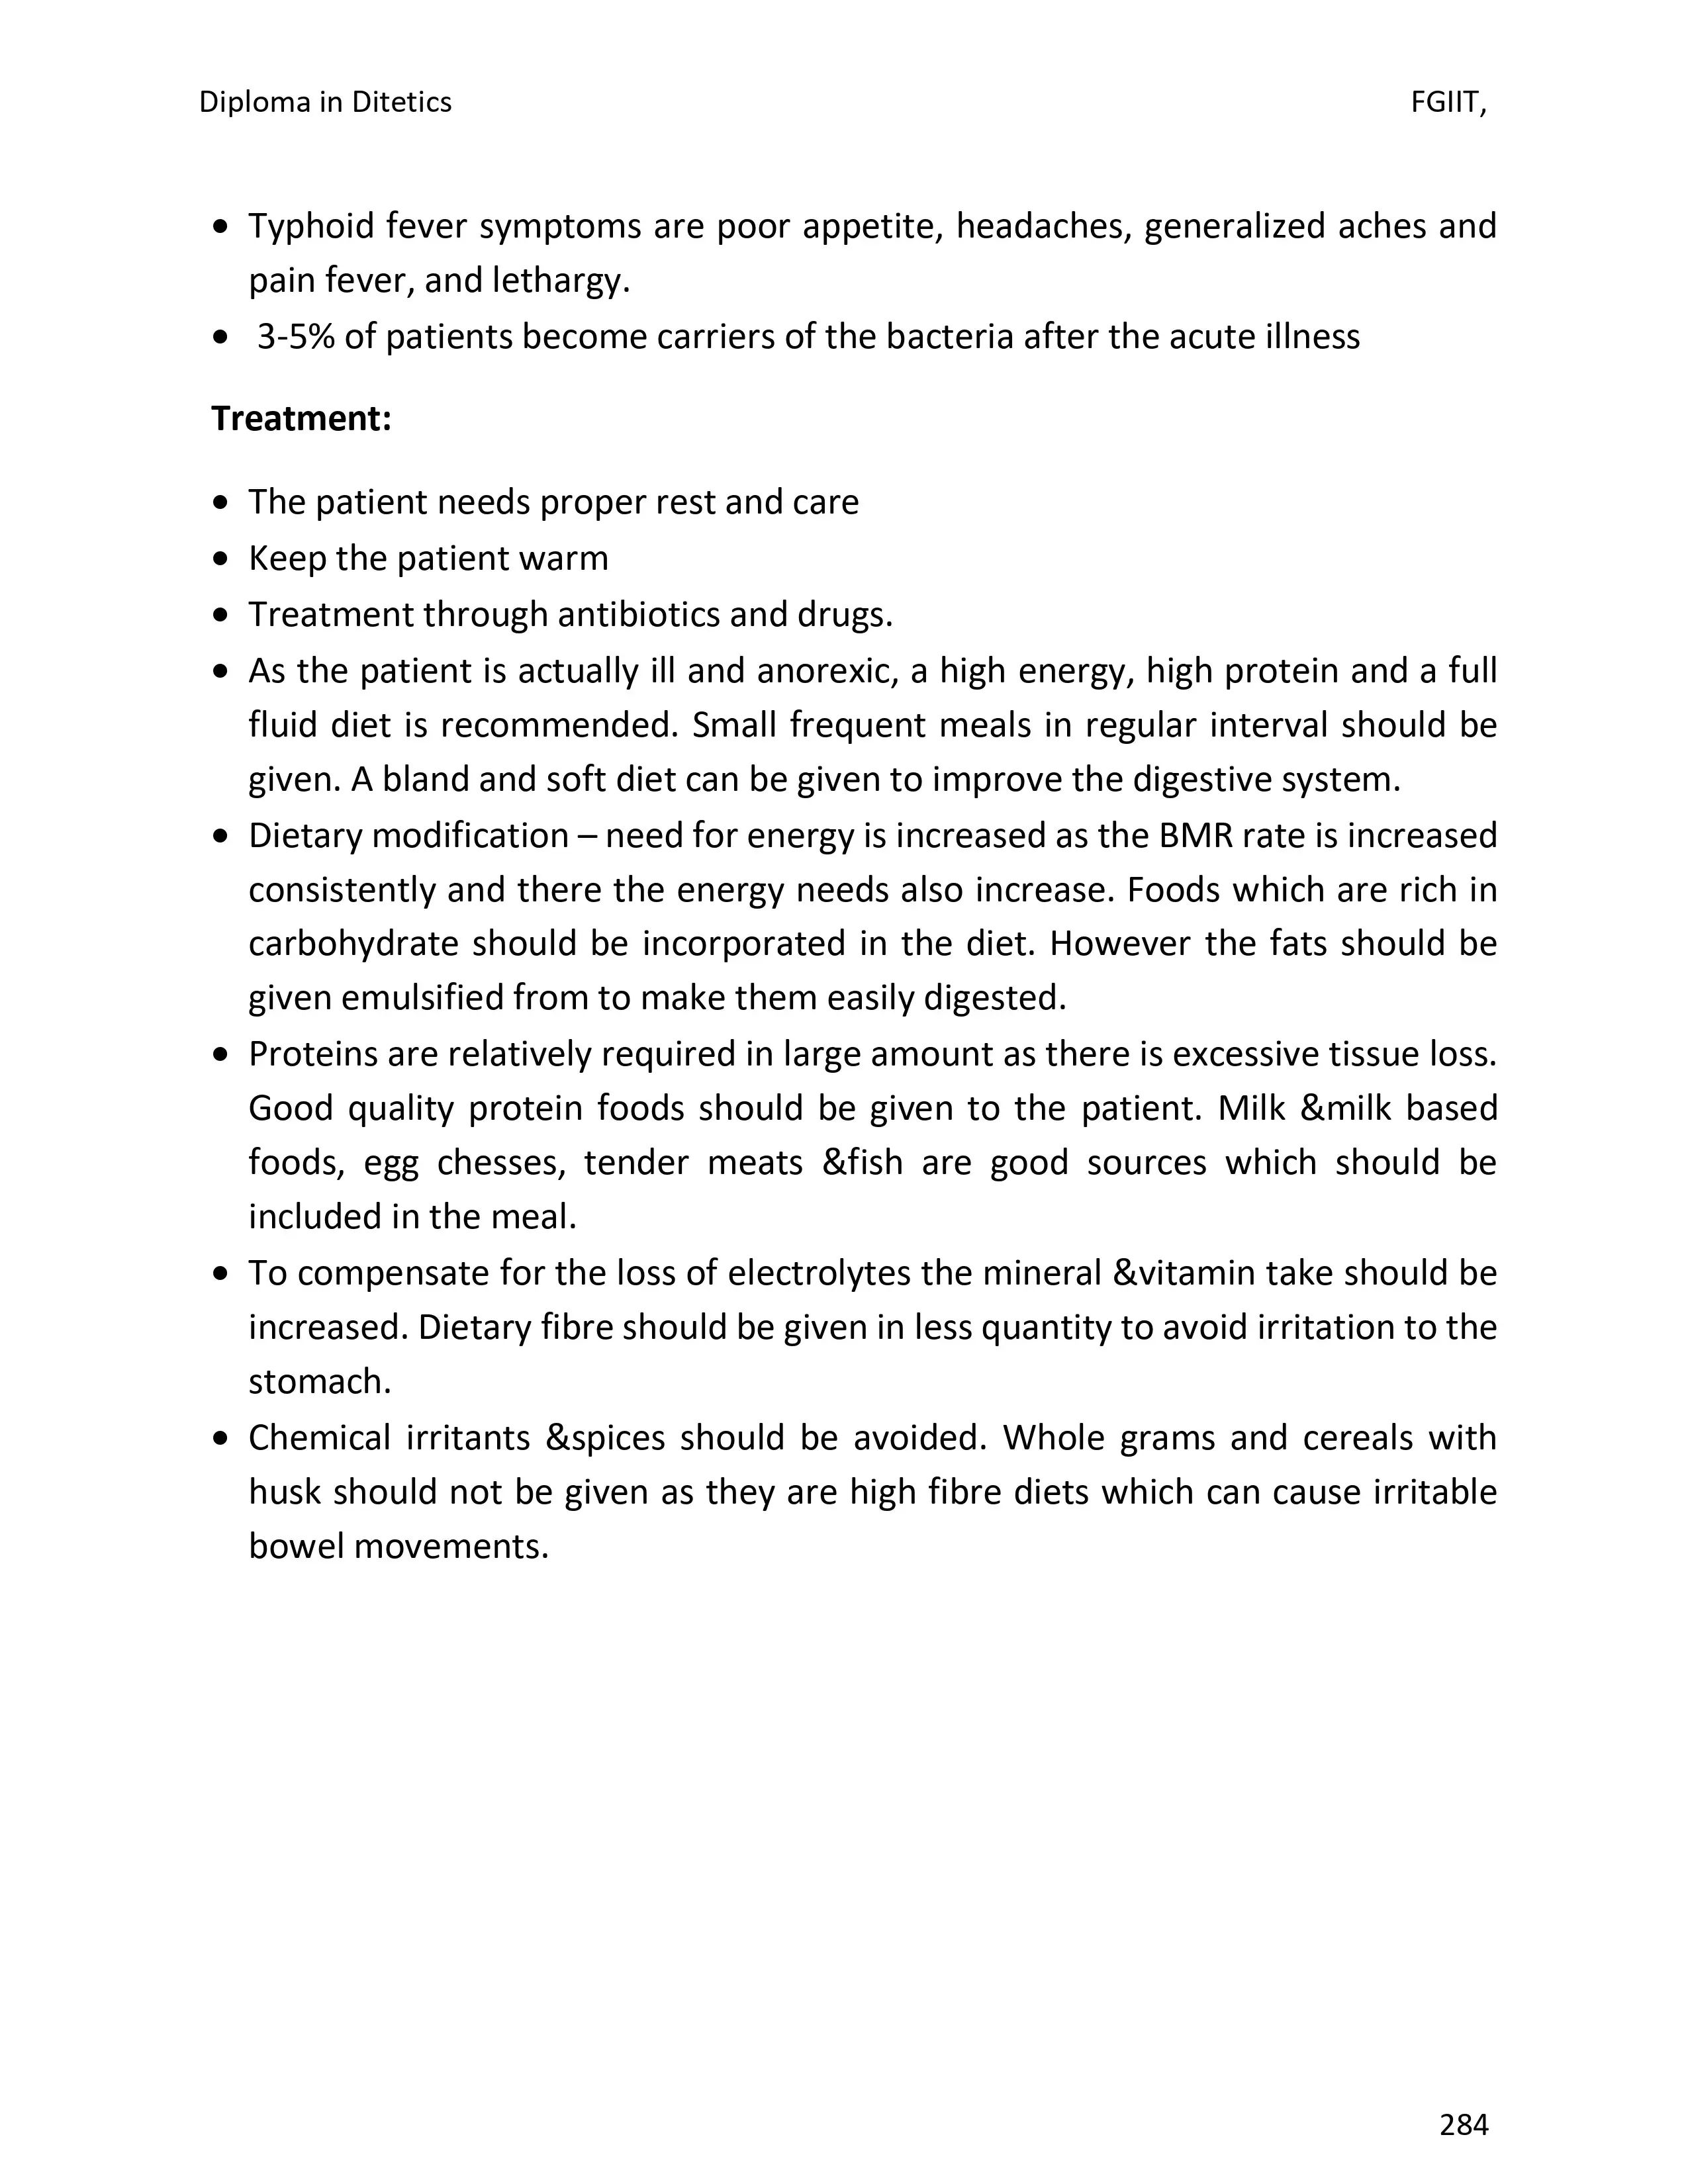 Diploma in Ditetics FGIIT,
• Typhoid fever symptoms are poor appetite, headaches, generalized aches and
pain fever, and lethargy.
• 3-5% of patients become carriers of the bacteria after the acute illness
Treatment:
• The patient needs proper rest and care
• Keep the patient warm
• Treatment through antibiotics and drugs.
• As the patient is actually ill and anorexic, a high energy, high protein and a full
fluid diet is recommended. Small frequent meals in regular interval should be
given. A bland and soft diet can be given to improve the digestive system.
• Dietary modification – need for energy is increased as the BMR rate is increased
consistently and there the energy needs also increase. Foods which are rich in
carbohydrate should be incorporated in the diet. However the fats should be
given emulsified from to make them easily digested.
• Proteins are relatively required in large amount as there is excessive tissue loss.
Good quality protein foods should be given to the patient. Milk &milk based
foods, egg chesses, tender meats &fish are good sources which should be
included in the meal.
• To compensate for the loss of electrolytes the mineral &vitamin take should be
increased. Dietary fibre should be given in less quantity to avoid irritation to the
stomach.
• Chemical irritants &spices should be avoided. Whole grams and cereals with
husk should not be given as they are high fibre diets which can cause irritable
bowel movements.
284